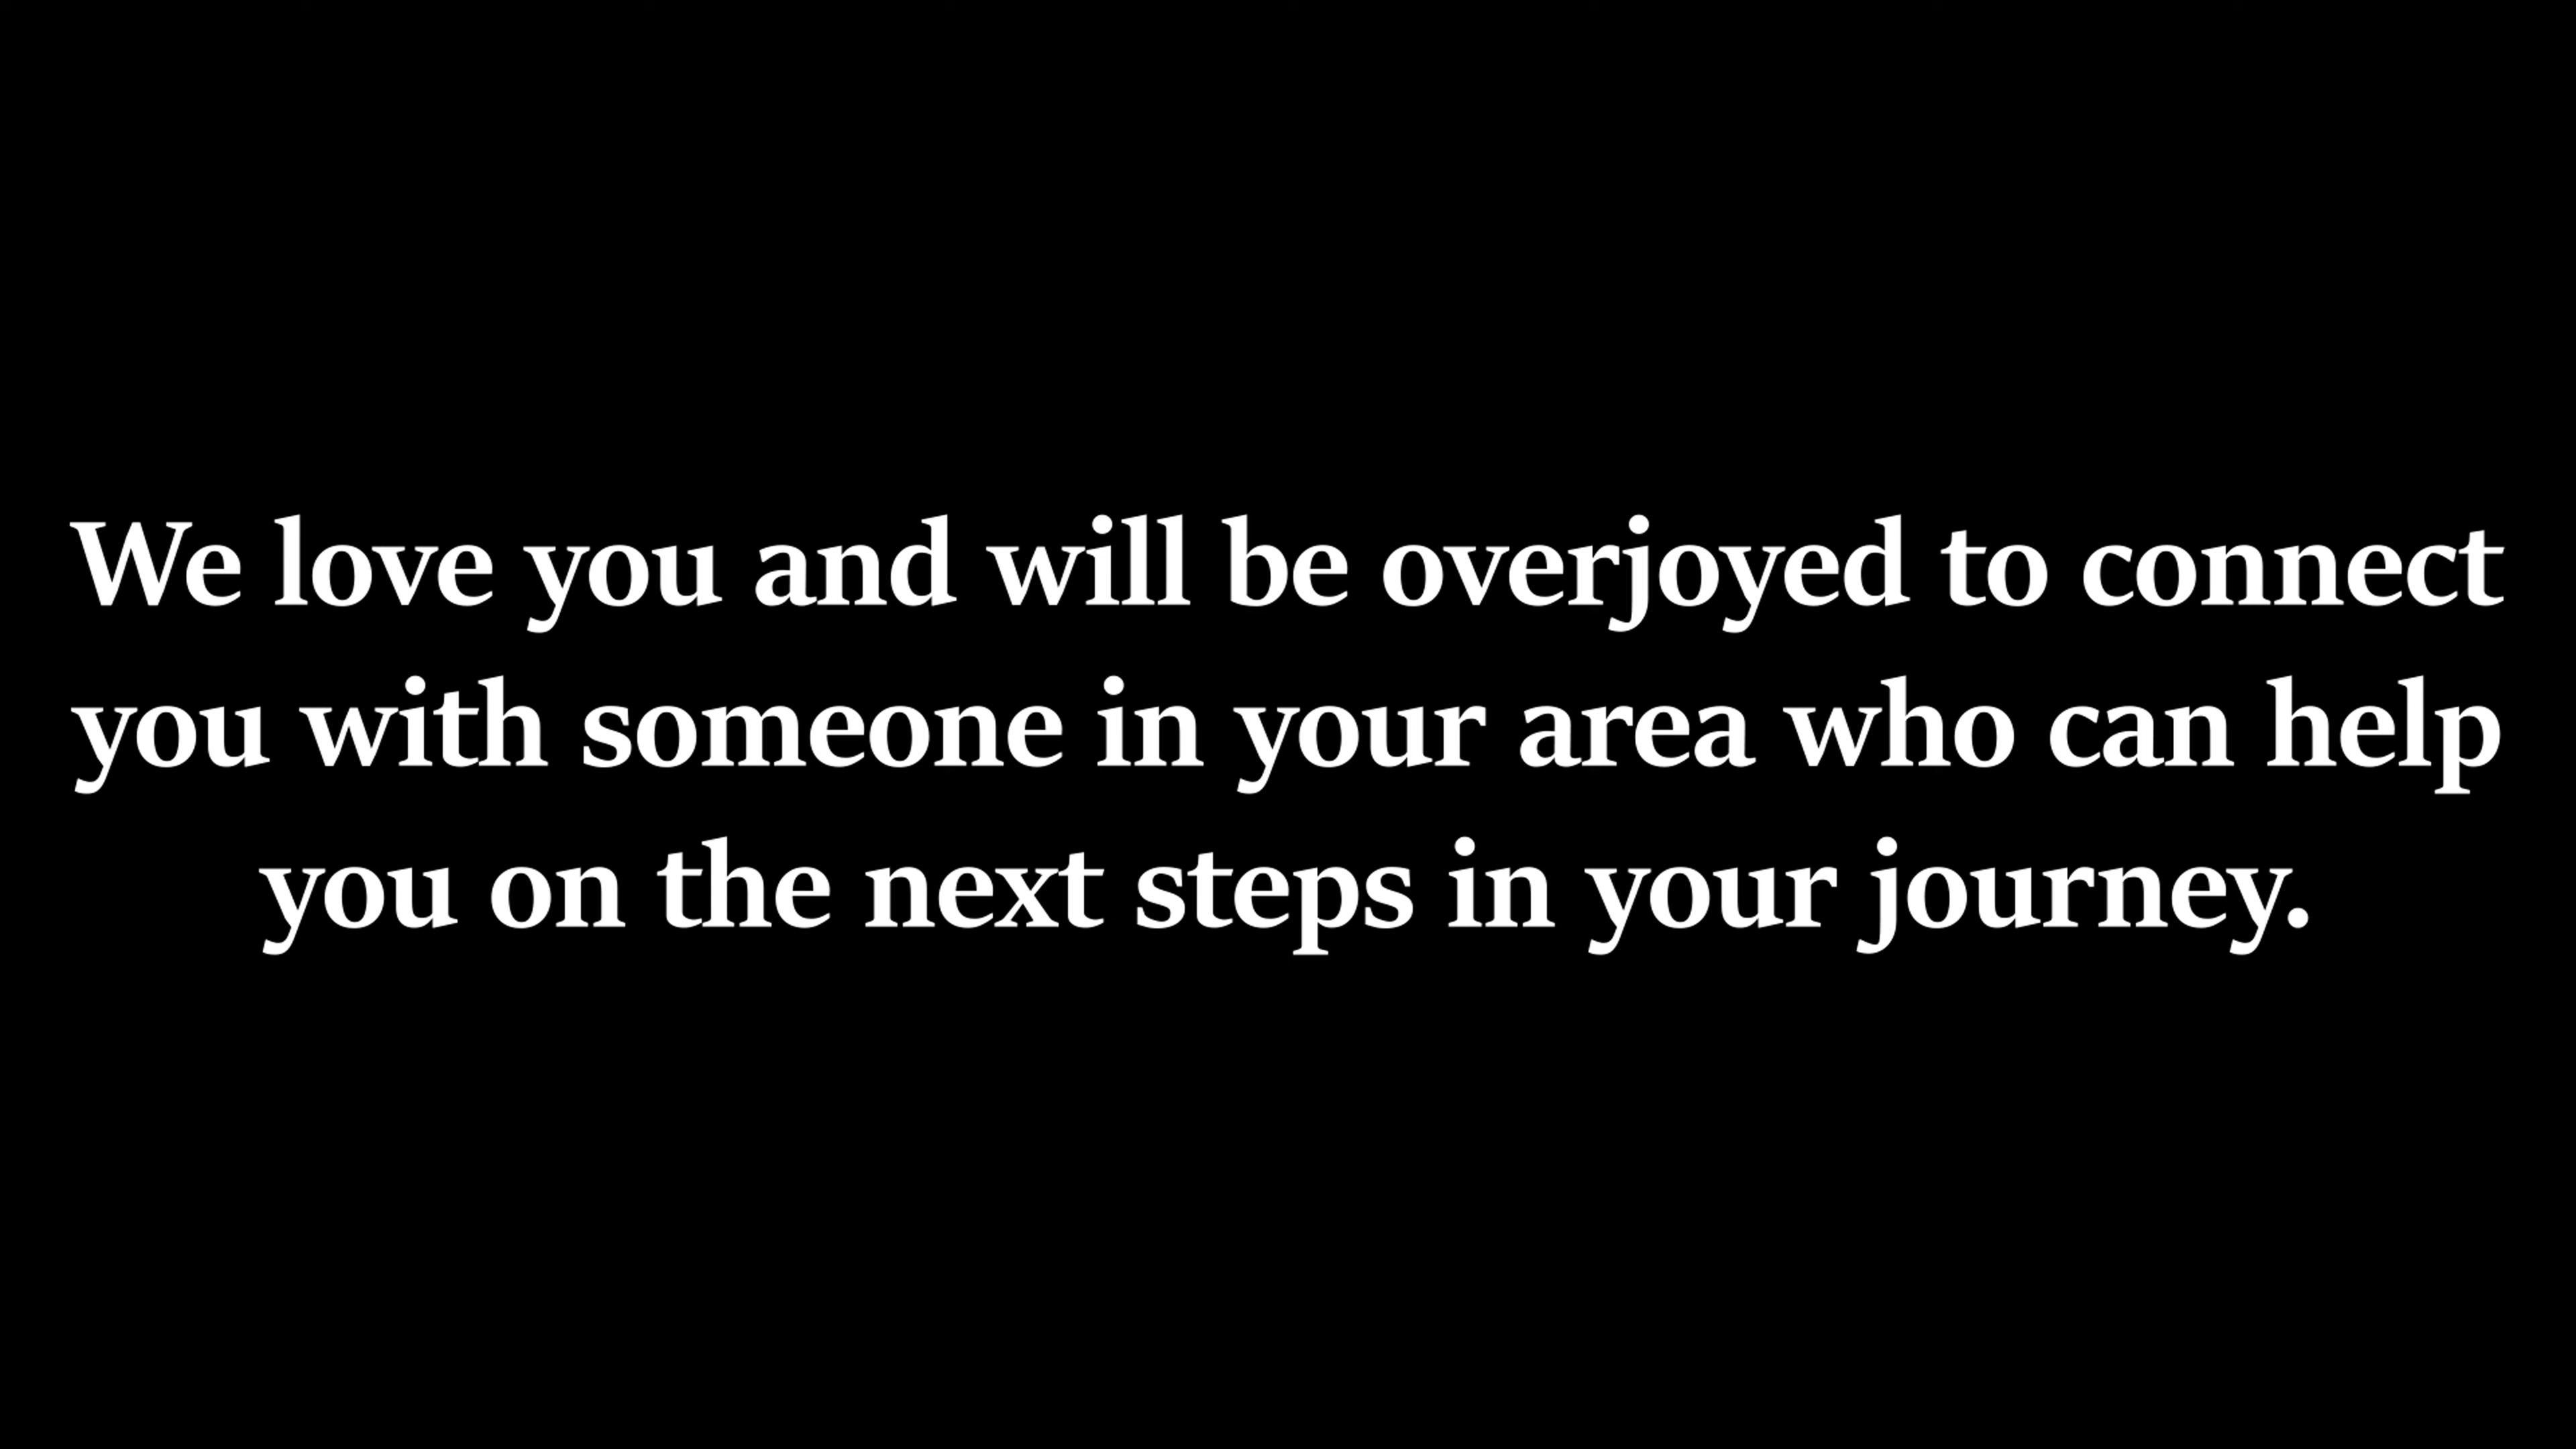 We love you and will be overjoyed to connect
you with someone in your area who can help
you on the next steps in your journey.